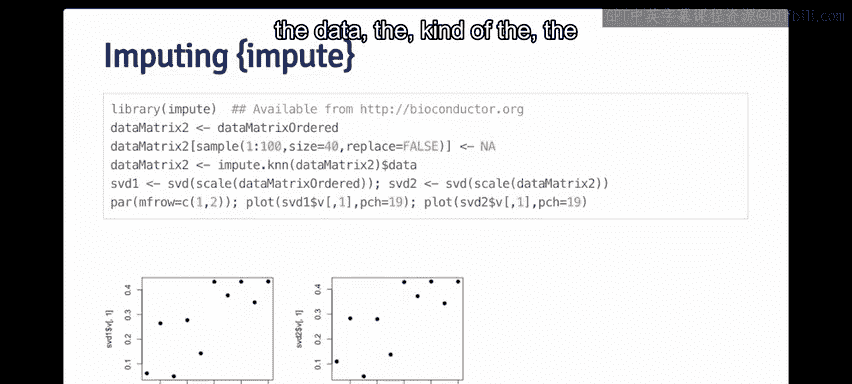 the data, the, kind of the, the
Imputing {impute}
library(impute)  ## Available from http://bioconductor.org
dataMatrix2 <- dataMatrixOrdered
dataMatrix2[sample(1:100,size=40,replace=FALSE)] <- NA
dataMatrix2 <- impute.knn(dataMatrix2)$data
svd1 <- svd(scale(dataMatrixOrdered)); svd2 <- svd(scale(dataMatrix2))
par(mfrow=c(1,2)); plot(svd1$v[,1],pch=19); plot(svd2$v[,1],pch=19)
svd1$v[, 1]
0.4
0.3
0.2
0.1
svd2$v[, 1]
0.4
0.3
0.2
0.1